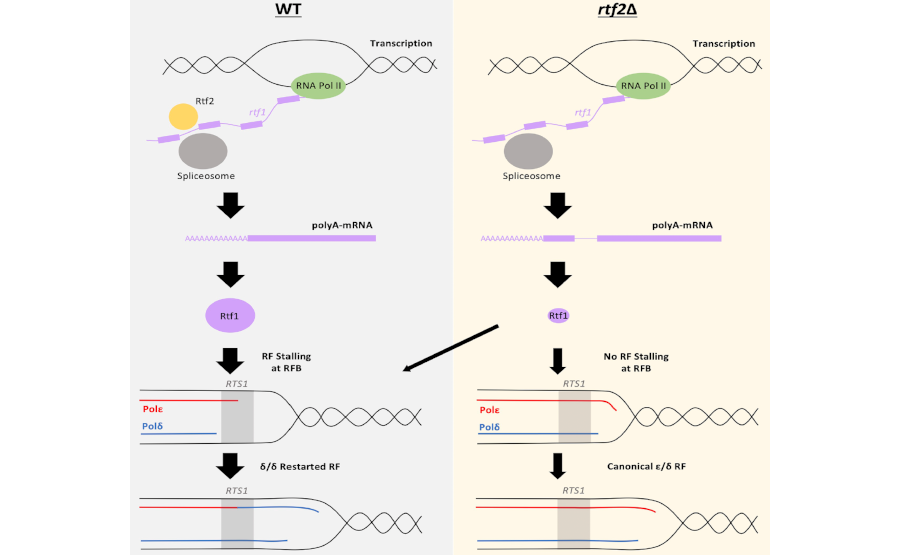 WT
rtf2Δ
Transcription
Transcription
RNA Pol II
RNA Pol II
Rtf2
rtf1
rtf1
Spliceosome
Spliceosome
polyA-mRNA
polyA-mRNA
AAAAAAAAAAAAA
AAAAAAAAAAAAA
Rtf1
Rtf1
RF Stalling
at RFB
No RF Stalling
at RFB
RTS1
RTS1
Polε
Polε
Polδ
Polδ
δ/δ Restarted RF
Canonical ε/δ RF
RTS1
RTS1